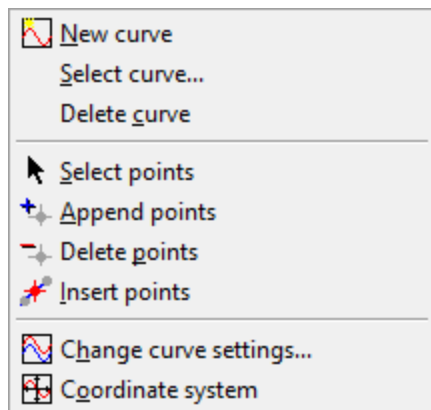 New curve
Select curve...
Delete curve
Select points
Append points
Delete points
Insert points
Change curve settings...
Coordinate system